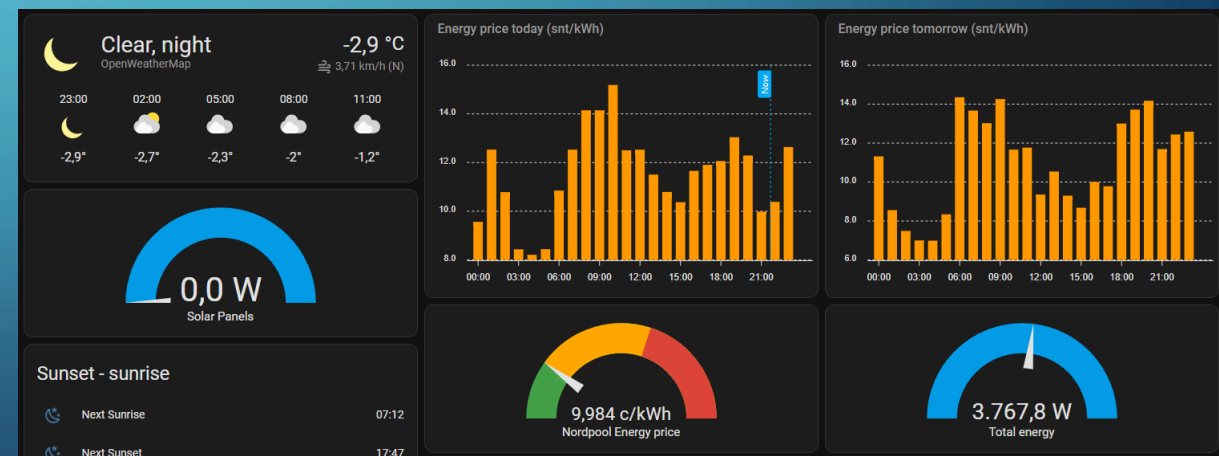 Clear, night
OpenWeatherMap
-2,9 °C
3,71 km/h (N)
23:00 02:00 05:00 08:00 11:00
-2,9° -2,7° -2,3° -2° -1,2°
0,0 W
Solar Panels
Sunset - sunrise
Next Sunrise 07:12
Next Sunset 17:47
Energy price today (snt/kWh)
16.0
Now
14.0
12.0
10.0
8.0
00:00 03:00 06:00 09:00 12:00 15:00 18:00 21:00
9,984 c/kWh
Nordpool Energy price
Energy price tomorrow (snt/kWh)
16.0
14.0
12.0
10.0
8.0
6.0
00:00 03:00 06:00 09:00 12:00 15:00 18:00 21:00
3.767,8 W
Total energy